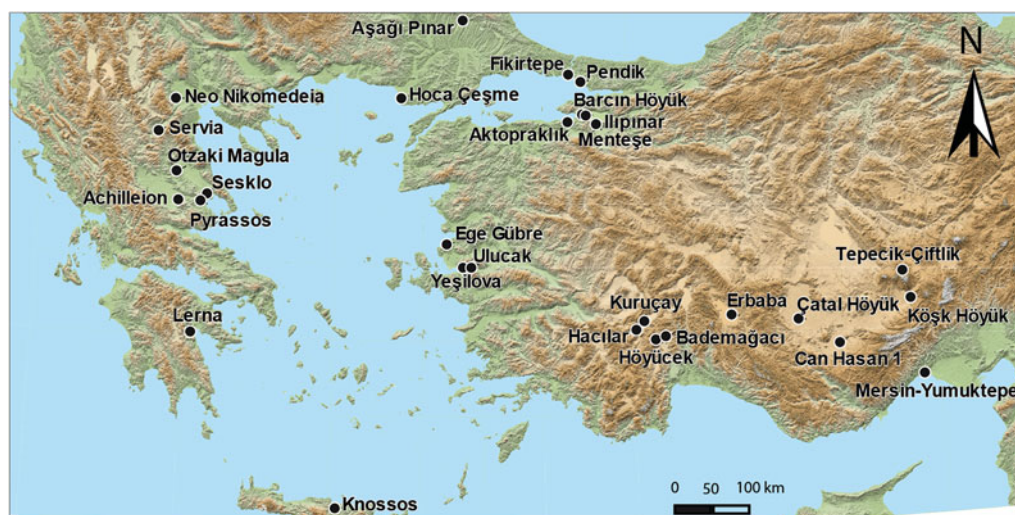 Aşağı Pınar
N
Fikirtepe
Pendik
Neo Nikomedeia
Hoca Çeşme
Barcın Höyük
Servia
Aktopraklık
Ilıpınar
Menteşe
Otzaki Magula
Sesklo
Achilleion
Pyrassos
Ege Gübre
Ulucak
Yeşilova
Tepecik-Çiftlik
Kuruçay
Erbaba
Çatal Höyük
Köşk Höyük
Lerna
Hacılar
Bademağacı
Höyücek
Can Hasan 1
Mersin-Yumuktepe
Knossos
0 50 100 km